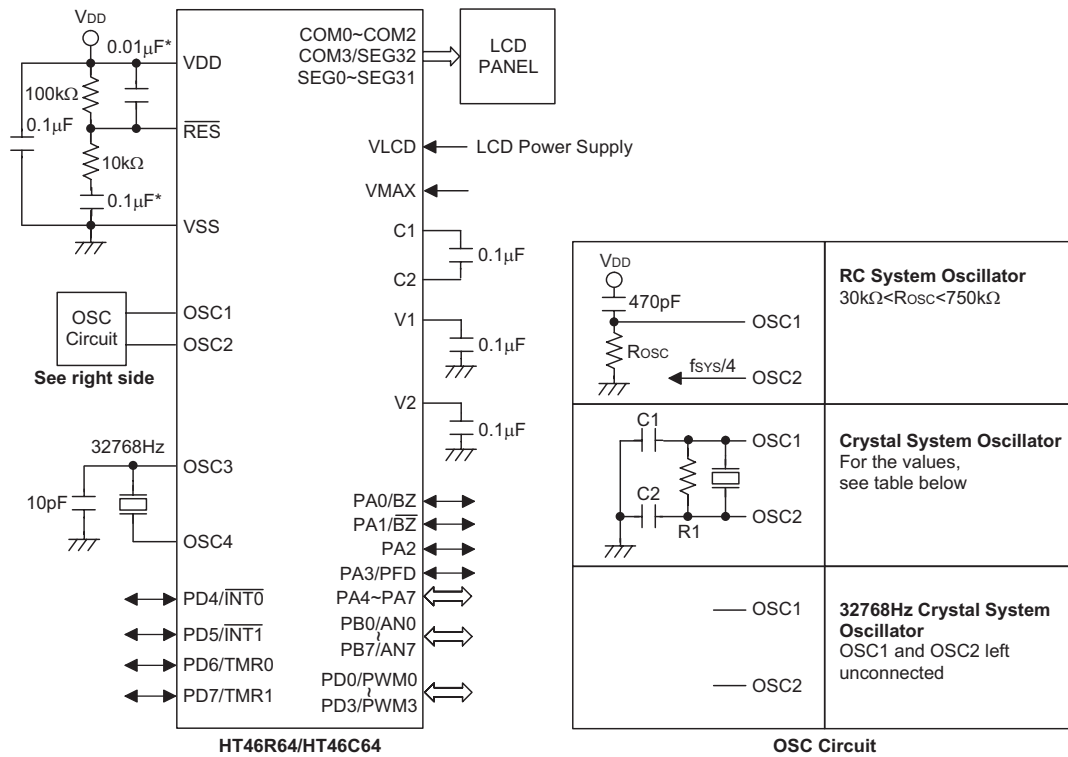 VDD
0.01µF*
VDD
100kΩ
0.1µF
RES
10kΩ
0.1µF*
VSS
OSC
Circuit
See right side
OSC1
OSC2
32768Hz
OSC3
10pF
OSC4
PD4/INT0
PD5/INT1
PD6/TMR0
PD7/TMR1
COM0~COM2
COM3/SEG32
SEG0~SEG31
LCD
PANEL
VLCD
LCD Power Supply
VMAX
C1
0.1µF
C2
V1
0.1µF
V2
0.1µF
PA0/BZ
PA1/BZ
PA2
PA3/PFD
PA4~PA7
PB0/AN0
~
PB7/AN7
PD0/PWM0
~
PD3/PWM3
HT46R64/HT46C64
VDD
470pF
OSC1
ROSC
fSYS/4
OSC2
RC System Oscillator
30kΩ<ROSC<750kΩ
C1
OSC1
C2
R1
OSC2
Crystal System Oscillator
For the values,
see table below
OSC1
OSC2
32768Hz Crystal System
Oscillator
OSC1 and OSC2 left
unconnected
OSC Circuit